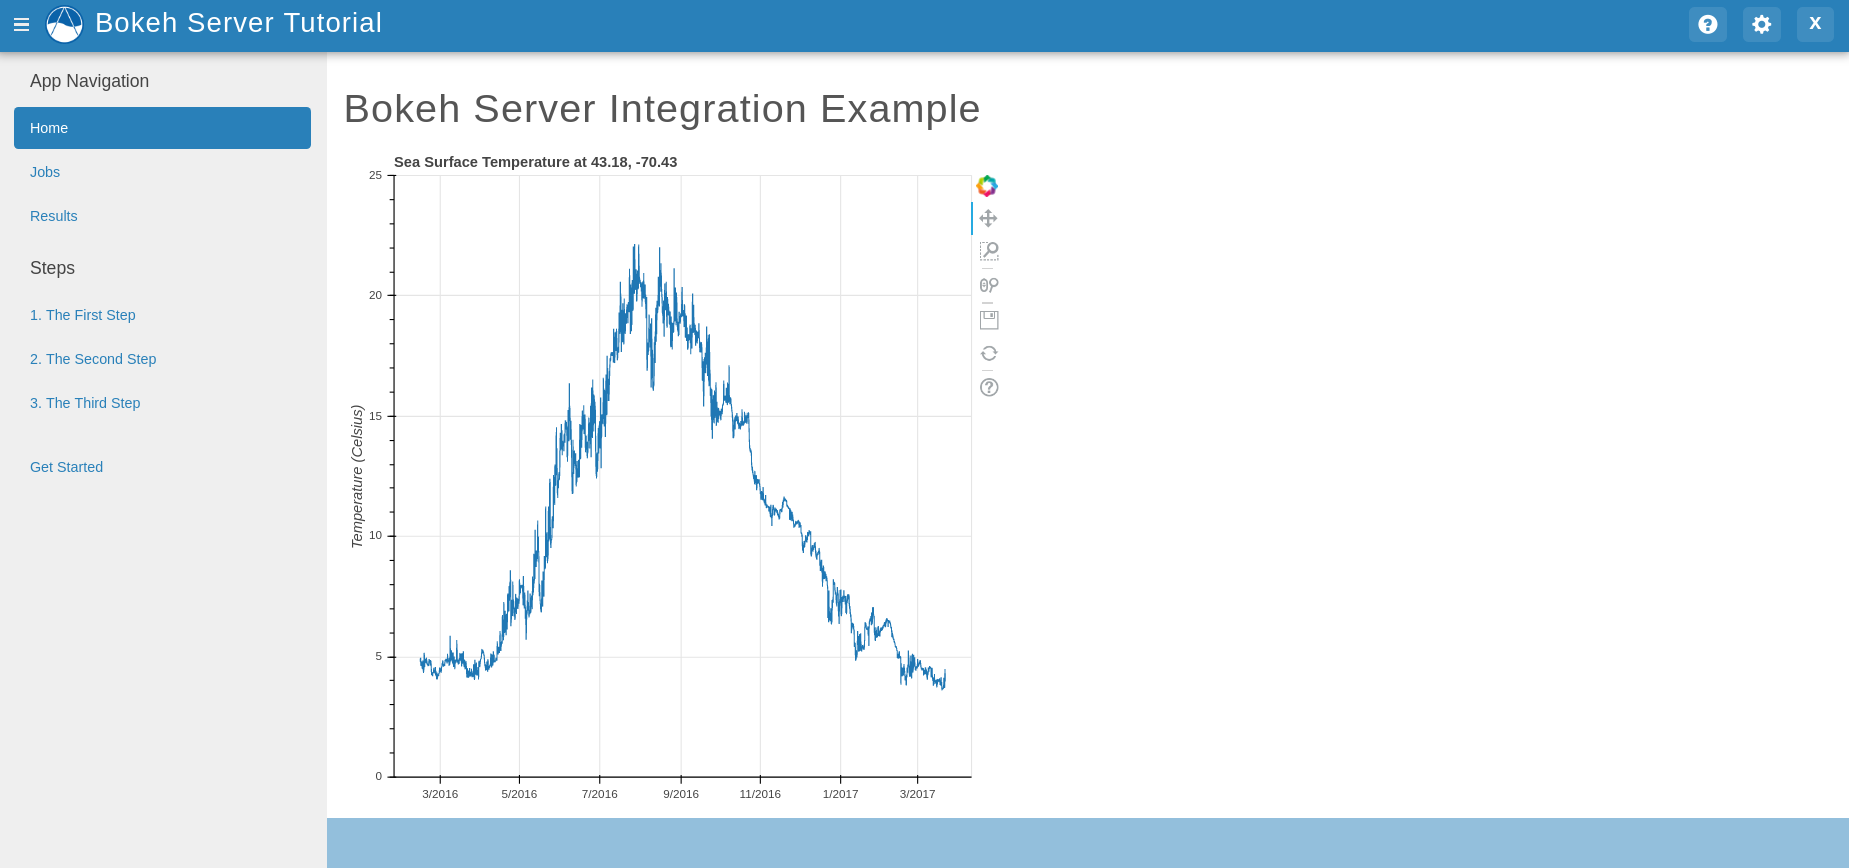 Bokeh Server Tutorial
X
App Navigation
Home
Jobs
Results
Steps
1. The First Step
2. The Second Step
3. The Third Step
Get Started
Bokeh Server Integration Example
Sea Surface Temperature at 43.18, -70.43
Temperature (Celsius)
25
20
15
10
5
0
3/2016 5/2016 7/2016 9/2016 11/2016 1/2017 3/2017